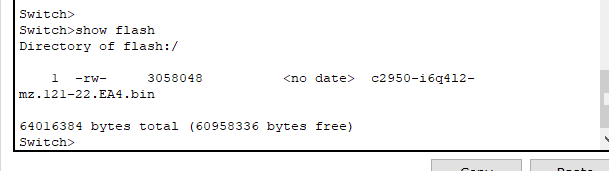 Switch>
Switch>show flash
Directory of flash:/
1 -rw- 3058048 <no date> c2950-i6q4l2-
mz.121-22.EA4.bin
64016384 bytes total (60958336 bytes free)
Switch>